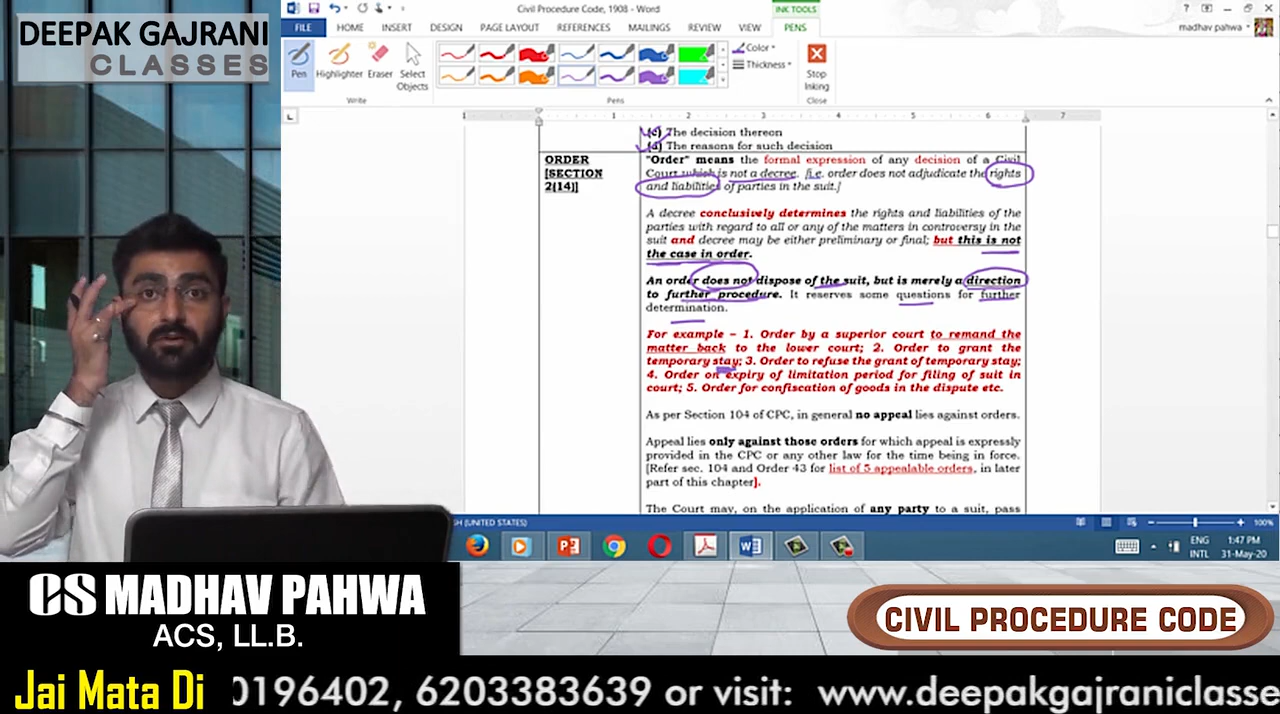 DEEPAK GAJRANI
CLASSES
Civil Procedure Code, 1908 - Word
INK TOOLS
FILE HOME INSERT DESIGN PAGE LAYOUT REFERENCES MAILINGS REVIEW VIEW PENS
madhav pahwa
Pen Highlighter Eraser Select Objects
Color
Thickness
Stop Inking
Write Pens Close
1 1 2 3 4 5 6 7
(c) The decision thereon
(d) The reasons for such decision
ORDER
[SECTION
2(14)]
"Order" means the formal expression of any decision of a Civil
Court which is not a decree. [i.e. order does not adjudicate the rights
and liabilities of parties in the suit.]
A decree conclusively determines the rights and liabilities of the
parties with regard to all or any of the matters in controversy in the
suit and decree may be either preliminary or final; but this is not
the case in order.
An order does not dispose of the suit, but is merely a direction
to further procedure. It reserves some questions for further
determination.
For example – 1. Order by a superior court to remand the
matter back to the lower court; 2. Order to grant the
temporary stay; 3. Order to refuse the grant of temporary stay;
4. Order on expiry of limitation period for filing of suit in
court; 5. Order for confiscation of goods in the dispute etc.
As per Section 104 of CPC, in general no appeal lies against orders.
Appeal lies only against those orders for which appeal is expressly
provided in the CPC or any other law for the time being in force.
[Refer sec. 104 and Order 43 for list of 5 appealable orders, in later
part of this chapter].
The Court may, on the application of any party to a suit, pass
(UNITED STATES)
100%
ENG
INTL
1:47 PM
31-May-20
CS MADHAV PAHWA
ACS, LL.B.
CIVIL PROCEDURE CODE
Jai Mata Di 0196402, 6203383639 or visit: www.deepakgajraniclasse